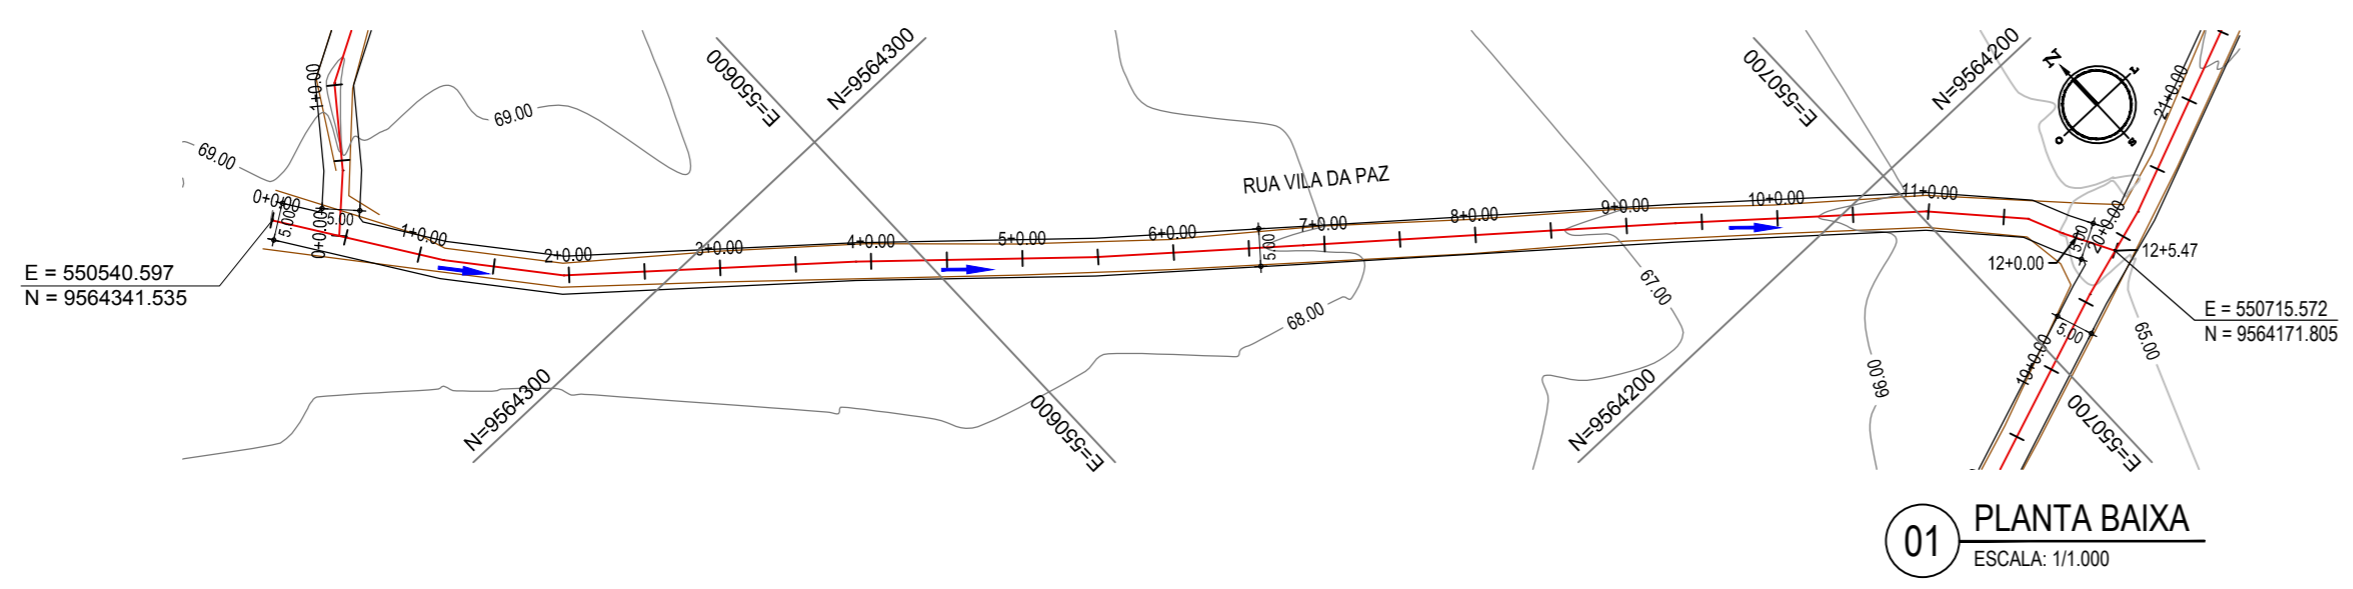 1+0.00
69.00
69.00
E=550600
N=9564300
E=550700
N=9564200
N
L
O
S
21+0.00
RUA VILA DA PAZ
0+0.00
5.00
5.00
0+0.00
1+0.00
2+0.00
3+0.00
4+0.00
5+0.00
6+0.00
5.00
7+0.00
8+0.00
9+0.00
10+0.00
11+0.00
5.00
20+0.00
12+0.00
12+5.47
E = 550540.597
N = 9564341.535
68.00
67.00
66.00
65.00
5.00
19+0.00
E = 550715.572
N = 9564171.805
N=9564300
E=550600
N=9564200
E=550700
01
PLANTA BAIXA
ESCALA: 1/1.000